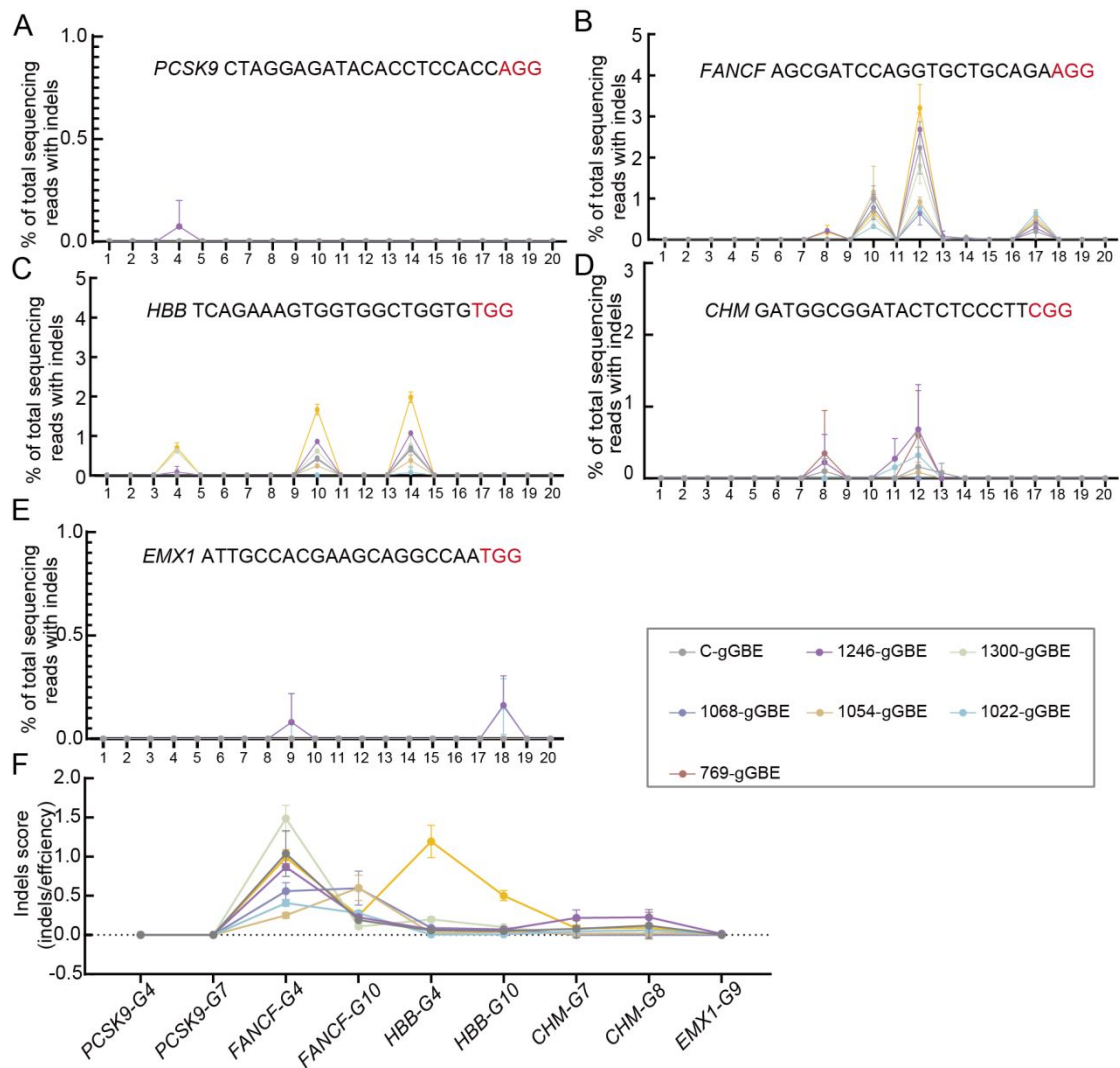 A
% of total sequencing
reads with indels
1.0
0.5
0.0
PCSK9 CTAGGAGATACACCTCCACCAGG
1 2 3 4 5 6 7 8 9 10 11 12 13 14 15 16 17 18 19 20
B
% of total sequencing
reads with indels
5
4
3
2
1
0
FANCF AGCGATCCAGGTGCTGCAGAAGG
1 2 3 4 5 6 7 8 9 10 11 12 13 14 15 16 17 18 19 20
C
% of total sequencing
reads with indels
5
4
3
2
1
0
HBB TCAGAAAGTGGTGGCTGGTGTGG
1 2 3 4 5 6 7 8 9 10 11 12 13 14 15 16 17 18 19 20
D
% of total sequencing
reads with indels
3
2
1
0
CHM GATGGCGGATACTCTCCCTTCGG
1 2 3 4 5 6 7 8 9 10 11 12 13 14 15 16 17 18 19 20
E
% of total sequencing
reads with indels
1.0
0.5
0.0
EMX1 ATTGCCACGAAGCAGGCCAATGG
1 2 3 4 5 6 7 8 9 10 11 12 13 14 15 16 17 18 19 20
C-gGBE 1246-gGBE 1300-gGBE
1068-gGBE 1054-gGBE 1022-gGBE
769-gGBE
F
Indels score
(indels/effciency)
2.0
1.5
1.0
0.5
0.0
-0.5
PCSK9-G4
PCSK9-G7
FANCF-G4
FANCF-G10
HBB-G4
HBB-G10
CHM-G7
CHM-G8
EMX1-G9